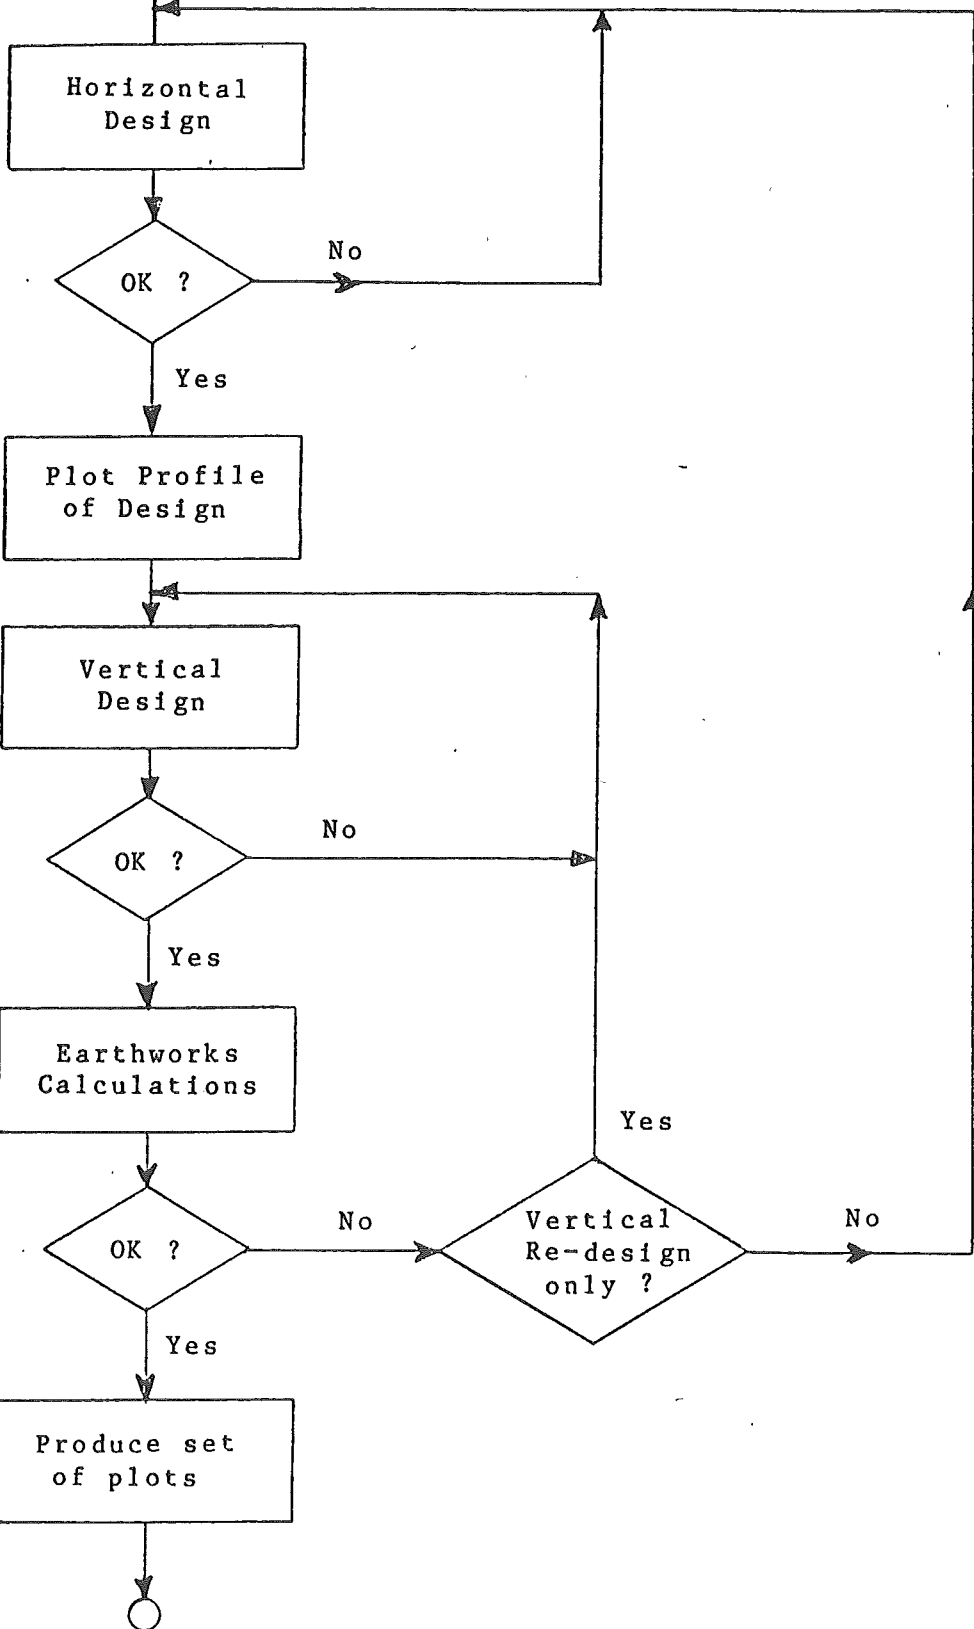 Horizontal
Design
OK ?
No
Yes
Plot Profile
of Design
Vertical
Design
OK ?
No
Yes
Earthworks
Calculations
Yes
OK ?
No
Vertical
Re-design
only ?
No
Yes
Produce set
of plots